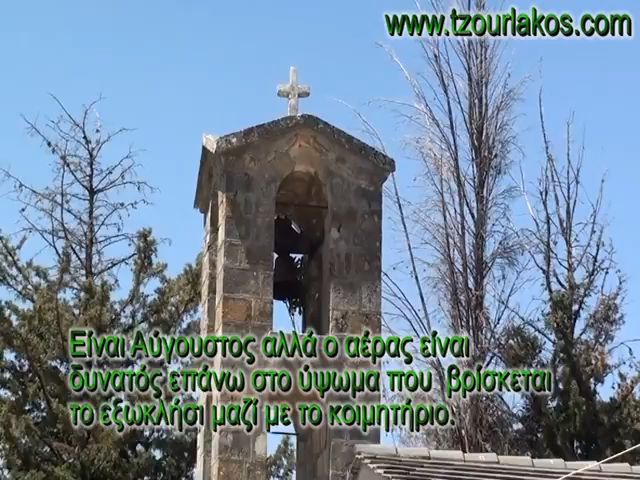 www.tzourlakos.com
Είναι Αύγουστος αλλά ο αέρας είναι
δυνατός επάνω στο ύψωμα που βρίσκεται
το εξωκλήσι μαζί με το κοιμητήριο.